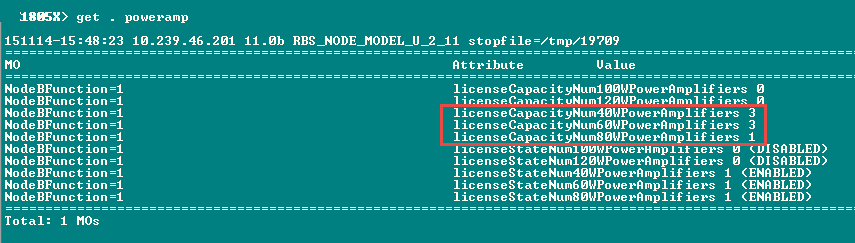 1805X> get . poweramp
151114-15:48:23 10.239.46.201 11.0b RBS_NODE_MODEL_U_2_11 stopfile=/tmp/19709
MO Attribute Value
NodeBFunction=1 licenseCapacityNum100WPowerAmplifiers 0
NodeBFunction=1 licenseCapacityNum120WPowerAmplifiers 0
NodeBFunction=1 licenseCapacityNum40WPowerAmplifiers 3
NodeBFunction=1 licenseCapacityNum60WPowerAmplifiers 3
NodeBFunction=1 licenseCapacityNum80WPowerAmplifiers 1
NodeBFunction=1 licenseStateNum100WPowerAmplifiers 0 (DISABLED)
NodeBFunction=1 licenseStateNum120WPowerAmplifiers 0 (DISABLED)
NodeBFunction=1 licenseStateNum40WPowerAmplifiers 1 (ENABLED)
NodeBFunction=1 licenseStateNum60WPowerAmplifiers 1 (ENABLED)
NodeBFunction=1 licenseStateNum80WPowerAmplifiers 1 (ENABLED)
Total: 1 MOs